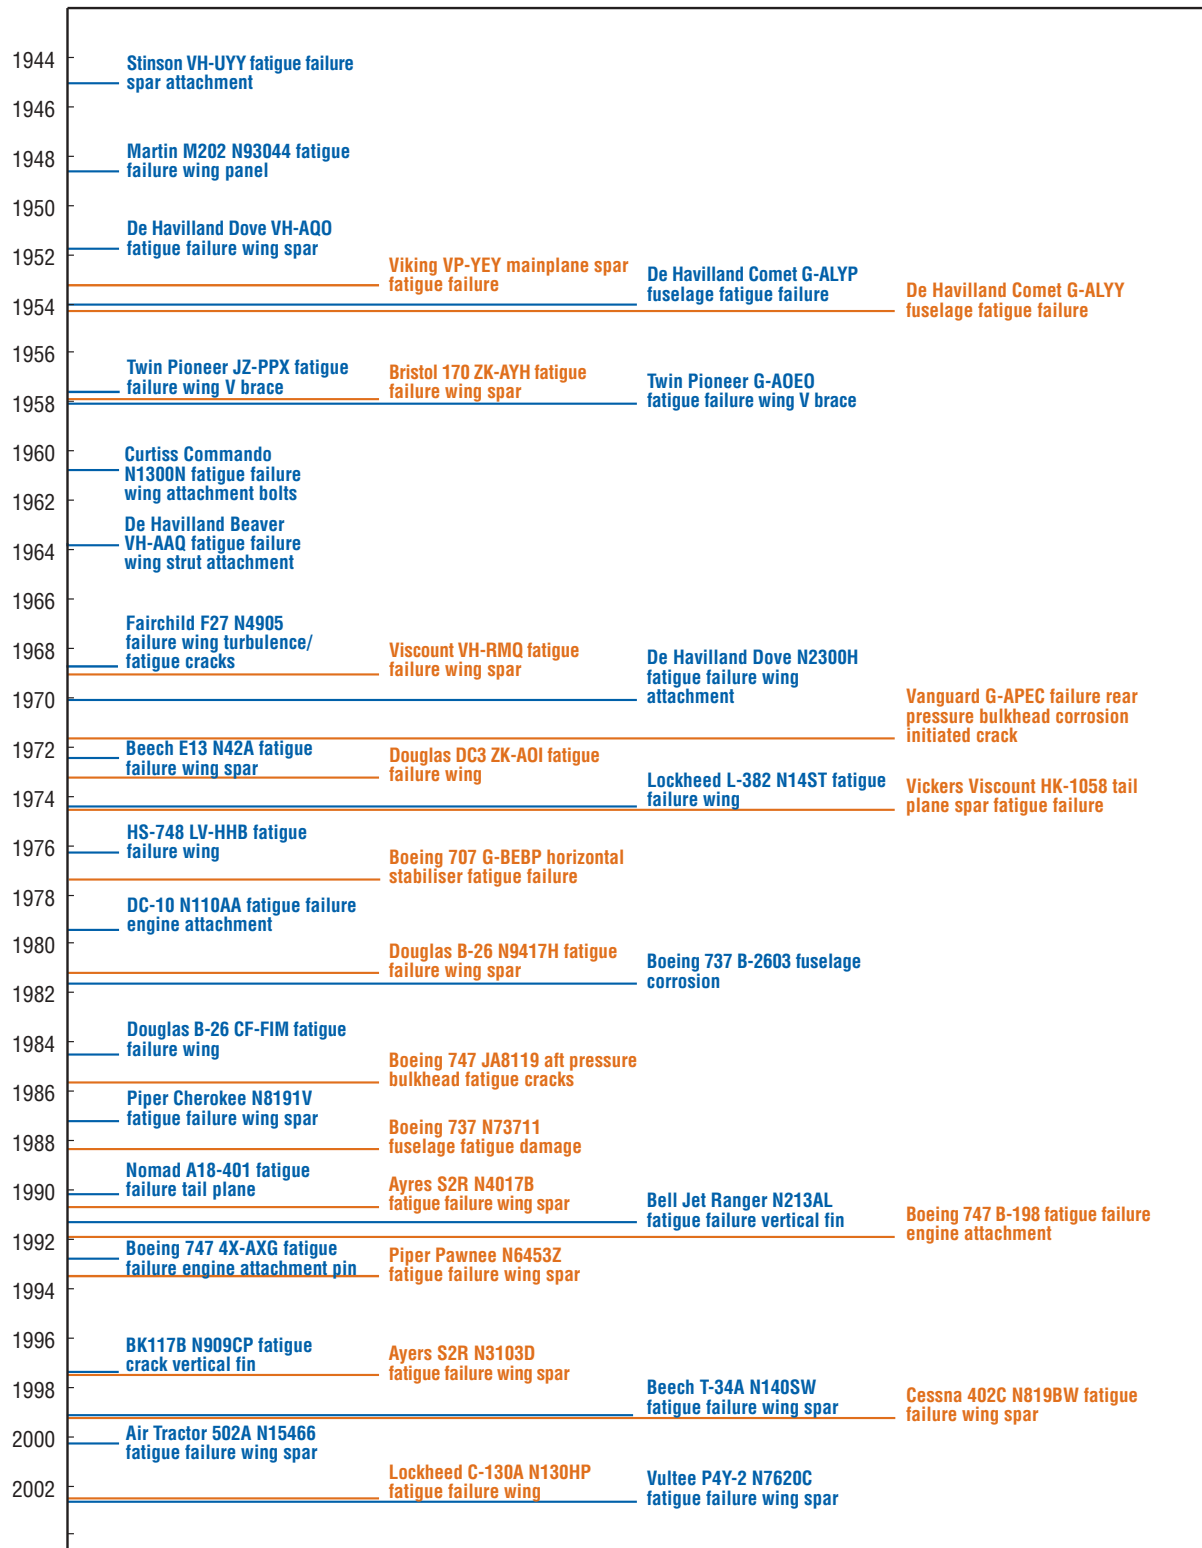 1944
Stinson VH-UYY fatigue failure
spar attachment
1946
1948
Martin M202 N93044 fatigue
failure wing panel
1950
De Havilland Dove VH-AQO
fatigue failure wing spar
1952
Viking VP-YEY mainplane spar
fatigue failure
De Havilland Comet G-ALYP
fuselage fatigue failure
De Havilland Comet G-ALYY
fuselage fatigue failure
1954
1956
Twin Pioneer JZ-PPX fatigue
failure wing V brace
Bristol 170 ZK-AYH fatigue
failure wing spar
Twin Pioneer G-AOEO
fatigue failure wing V brace
1958
1960
Curtiss Commando
N1300N fatigue failure
wing attachment bolts
1962
De Havilland Beaver
VH-AAQ fatigue failure
wing strut attachment
1964
1966
Fairchild F27 N4905
failure wing turbulence/
fatigue cracks
1968
Viscount VH-RMQ fatigue
failure wing spar
De Havilland Dove N2300H
fatigue failure wing
attachment
1970
Vanguard G-APEC failure rear
pressure bulkhead corrosion
initiated crack
1972
Beech E13 N42A fatigue
failure wing spar
Douglas DC3 ZK-AOI fatigue
failure wing
Lockheed L-382 N14ST fatigue
failure wing
Vickers Viscount HK-1058 tail
plane spar fatigue failure
1974
HS-748 LV-HHB fatigue
failure wing
1976
Boeing 707 G-BEBP horizontal
stabiliser fatigue failure
1978
DC-10 N110AA fatigue failure
engine attachment
1980
Douglas B-26 N9417H fatigue
failure wing spar
Boeing 737 B-2603 fuselage
corrosion
1982
Douglas B-26 CF-FIM fatigue
failure wing
1984
Boeing 747 JA8119 aft pressure
bulkhead fatigue cracks
1986
Piper Cherokee N8191V
fatigue failure wing spar
Boeing 737 N73711
fuselage fatigue damage
1988
Nomad A18-401 fatigue
failure tail plane
1990
Ayres S2R N4017B
fatigue failure wing spar
Bell Jet Ranger N213AL
fatigue failure vertical fin
Boeing 747 B-198 fatigue failure
engine attachment
1992
Boeing 747 4X-AXG fatigue
failure engine attachment pin
Piper Pawnee N6453Z
fatigue failure wing spar
1994
1996
BK117B N909CP fatigue
crack vertical fin
Ayers S2R N3103D
fatigue failure wing spar
1998
Beech T-34A N140SW
fatigue failure wing spar
Cessna 402C N819BW fatigue
failure wing spar
2000
Air Tractor 502A N15466
fatigue failure wing spar
Lockheed C-130A N130HP
fatigue failure wing
Vultee P4Y-2 N7620C
fatigue failure wing spar
2002